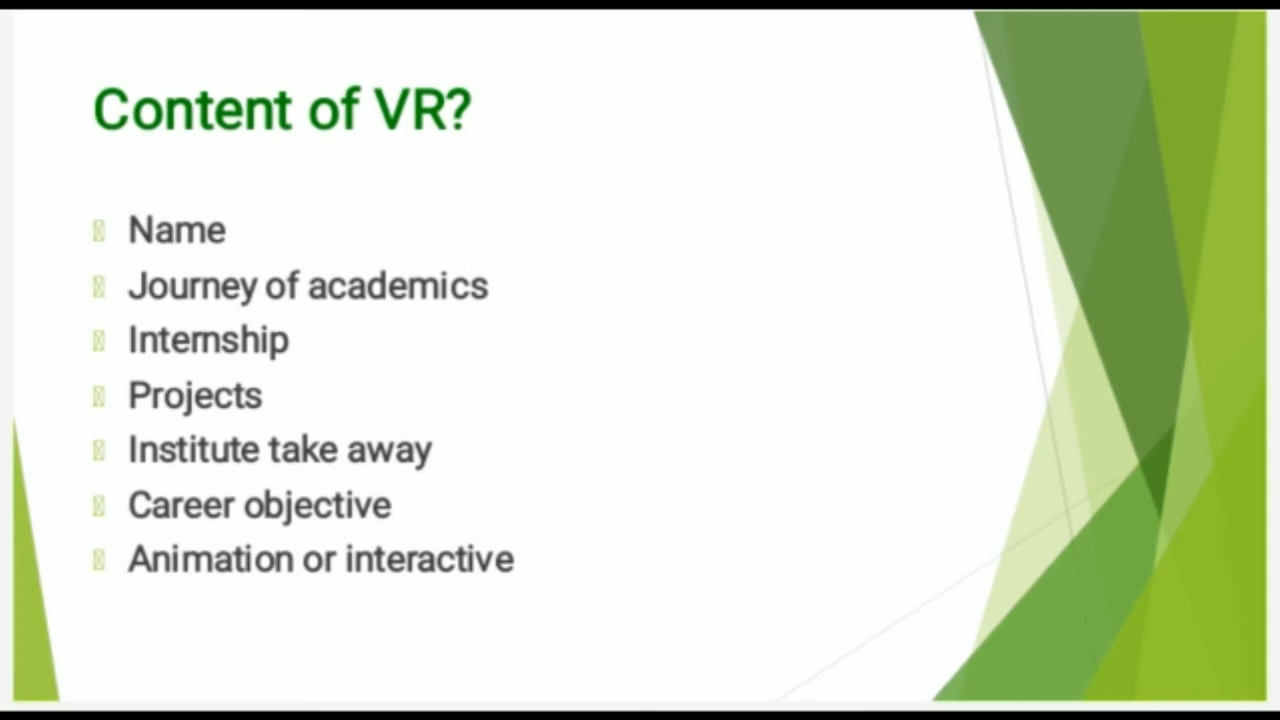 Content of VR?
Name
Journey of academics
Internship
Projects
Institute take away
Career objective
Animation or interactive